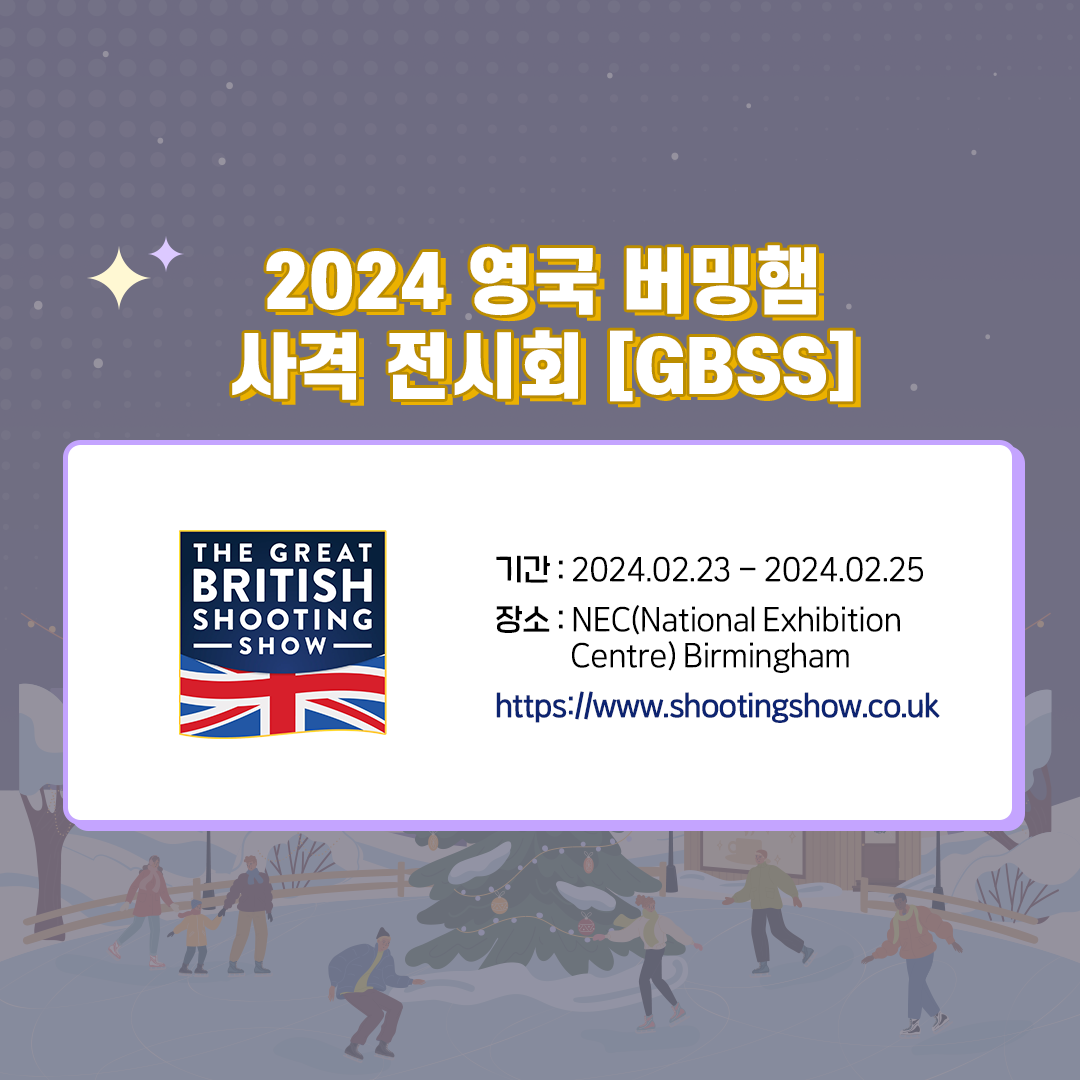 2024 영국 버밍햄
사격 전시회 [GBSS]
THE GREAT
BRITISH
SHOOTING
SHOW
기간 : 2024.02.23 – 2024.02.25
장소 : NEC(National Exhibition
Centre) Birmingham
https://www.shootingshow.co.uk